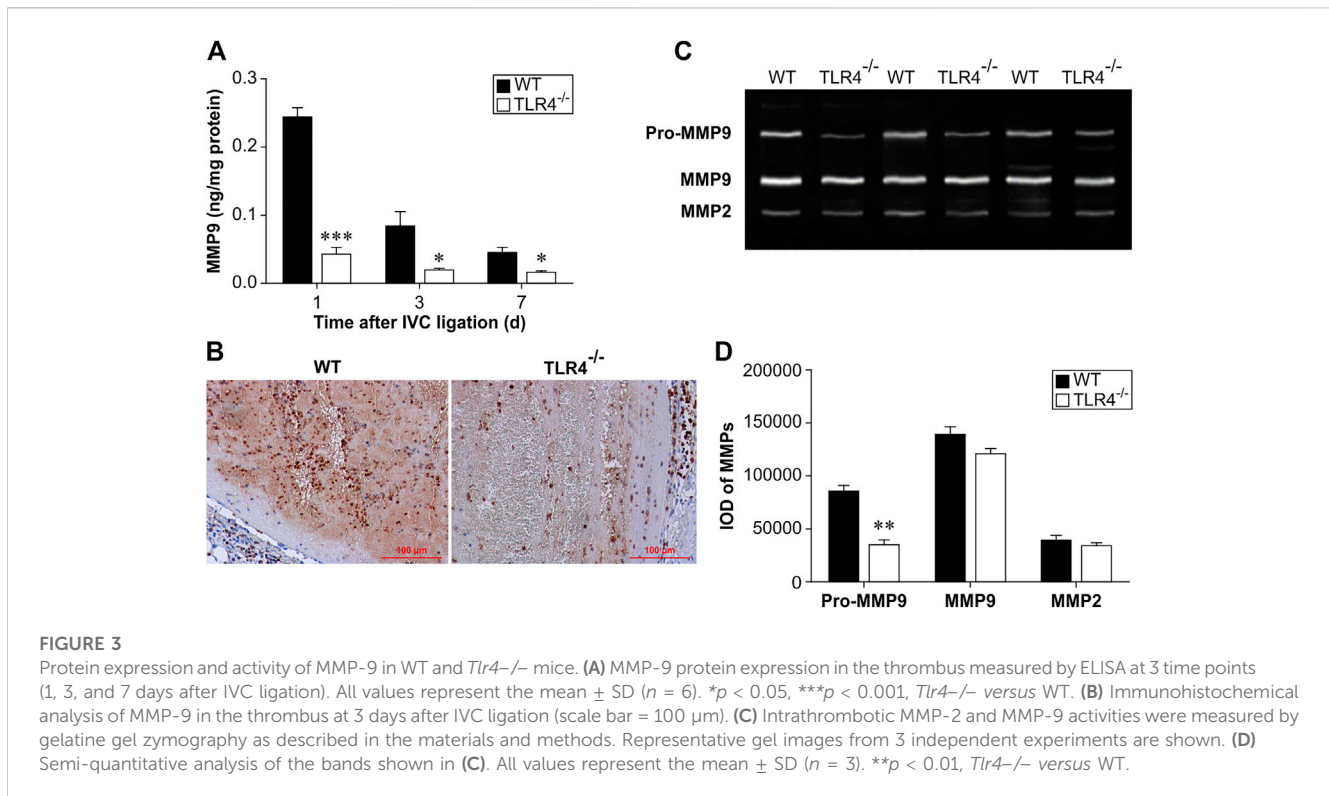 A
0.3
0.2
0.1
0.0
MMP9 (ng/mg protein)
WT
TLR4-/-
***
*
*
1 3 7
Time after IVC ligation (d)
B
WT TLR4-/-
100 µm 100 µm
C
WT TLR4-/- WT TLR4-/- WT TLR4-/-
Pro-MMP9
MMP9
MMP2
D
200000
150000
100000
50000
0
IOD of MMPs
WT
TLR4-/-
**
Pro-MMP9 MMP9 MMP2
FIGURE 3
Protein expression and activity of MMP-9 in WT and Tlr4–/– mice. (A) MMP-9 protein expression in the thrombus measured by ELISA at 3 time points
(1, 3, and 7 days after IVC ligation). All values represent the mean ± SD (n = 6). *p < 0.05, ***p < 0.001, Tlr4–/– versus WT. (B) Immunohistochemical
analysis of MMP-9 in the thrombus at 3 days after IVC ligation (scale bar = 100 μm). (C) Intrathrombotic MMP-2 and MMP-9 activities were measured by
gelatine gel zymography as described in the materials and methods. Representative gel images from 3 independent experiments are shown. (D)
Semi-quantitative analysis of the bands shown in (C). All values represent the mean ± SD (n = 3). **p < 0.01, Tlr4–/– versus WT.